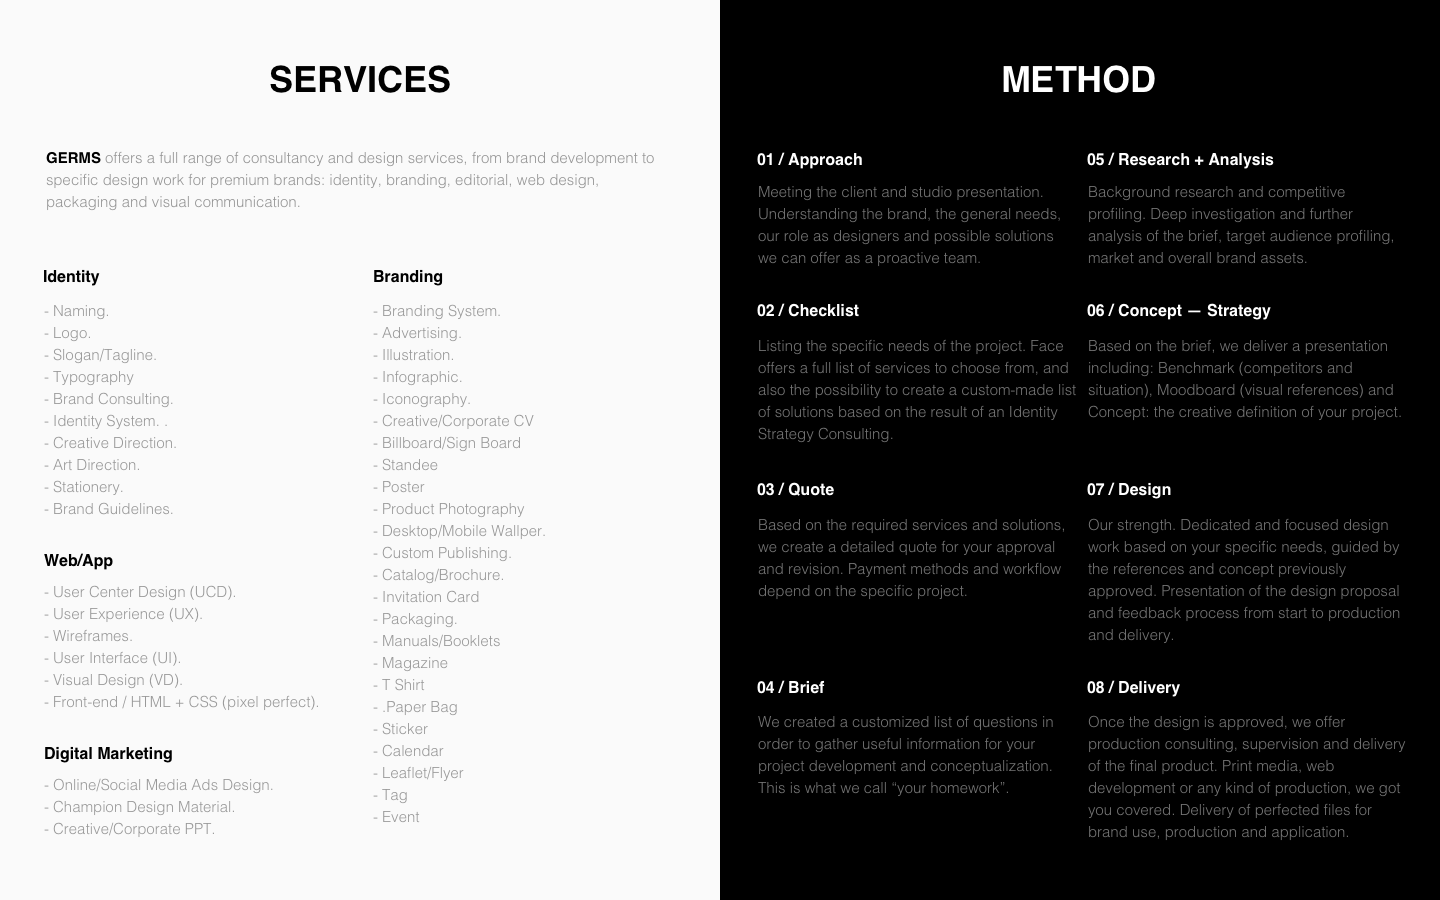 SERVICES
GERMS offers a full range of consultancy and design services, from brand development to
specific design work for premium brands: identity, branding, editorial, web design,
packaging and visual communication.
Identity
- Naming.
- Logo.
- Slogan/Tagline.
- Typography
- Brand Consulting.
- Identity System. .
- Creative Direction.
- Art Direction.
- Stationery.
- Brand Guidelines.
Web/App
- User Center Design (UCD).
- User Experience (UX).
- Wireframes.
- User Interface (UI).
- Visual Design (VD).
- Front-end / HTML + CSS (pixel perfect).
Digital Marketing
- Online/Social Media Ads Design.
- Champion Design Material.
- Creative/Corporate PPT.
Branding
- Branding System.
- Advertising.
- Illustration.
- Infographic.
- Iconography.
- Creative/Corporate CV
- Billboard/Sign Board
- Standee
- Poster
- Product Photography
- Desktop/Mobile Wallper.
- Custom Publishing.
- Catalog/Brochure.
- Invitation Card
- Packaging.
- Manuals/Booklets
- Magazine
- T Shirt
- .Paper Bag
- Sticker
- Calendar
- Leaflet/Flyer
- Tag
- Event
METHOD
01 / Approach
Meeting the client and studio presentation.
Understanding the brand, the general needs,
our role as designers and possible solutions
we can offer as a proactive team.
02 / Checklist
Listing the specific needs of the project. Face
offers a full list of services to choose from, and
also the possibility to create a custom-made list
of solutions based on the result of an Identity
Strategy Consulting.
03 / Quote
Based on the required services and solutions,
we create a detailed quote for your approval
and revision. Payment methods and workflow
depend on the specific project.
04 / Brief
We created a customized list of questions in
order to gather useful information for your
project development and conceptualization.
This is what we call “your homework”.
05 / Research + Analysis
Background research and competitive
profiling. Deep investigation and further
analysis of the brief, target audience profiling,
market and overall brand assets.
06 / Concept — Strategy
Based on the brief, we deliver a presentation
including: Benchmark (competitors and
situation), Moodboard (visual references) and
Concept: the creative definition of your project.
07 / Design
Our strength. Dedicated and focused design
work based on your specific needs, guided by
the references and concept previously
approved. Presentation of the design proposal
and feedback process from start to production
and delivery.
08 / Delivery
Once the design is approved, we offer
production consulting, supervision and delivery
of the final product. Print media, web
development or any kind of production, we got
you covered. Delivery of perfected files for
brand use, production and application.